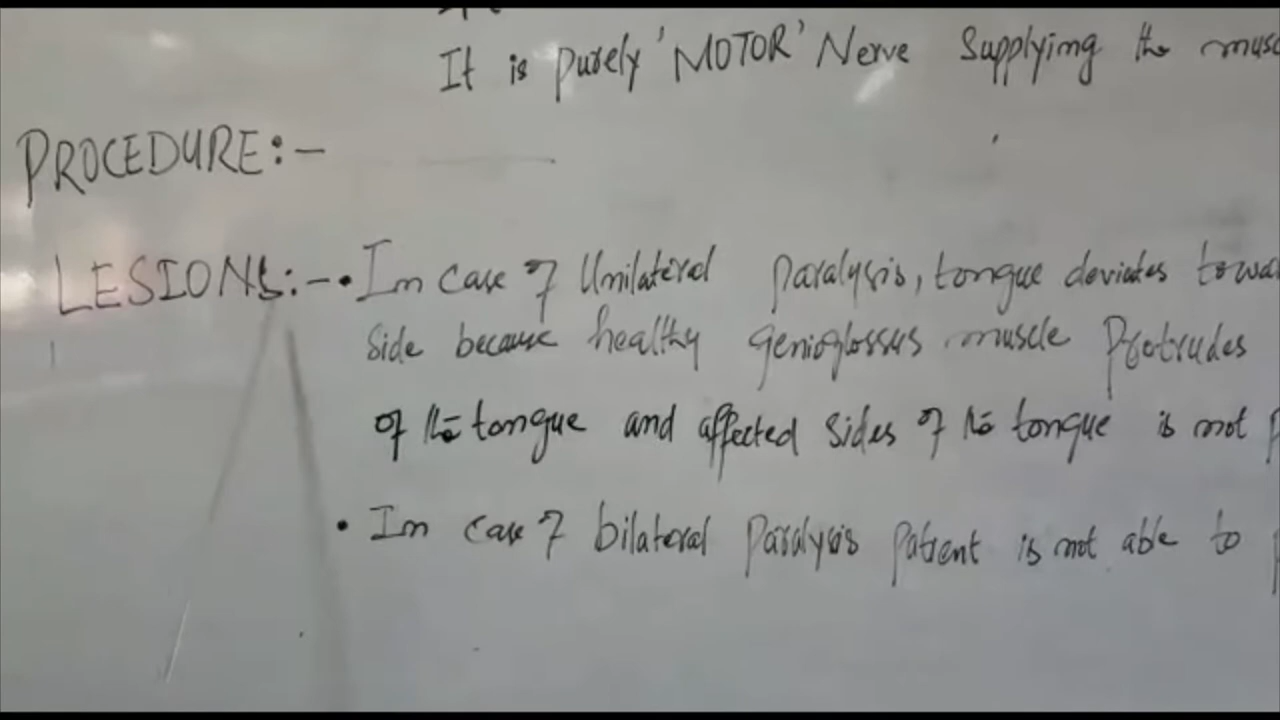 It is purely 'MOTOR' Nerve Supplying the musc
PROCEDURE:-
LESIONS:- • In case of Unilateral paralysis, tongue deviates towa
side because healthy genioglossus muscle Protrudes
of the tongue and affected sides of the tongue is not p
• In case of bilateral Paralysis Patient is not able to p